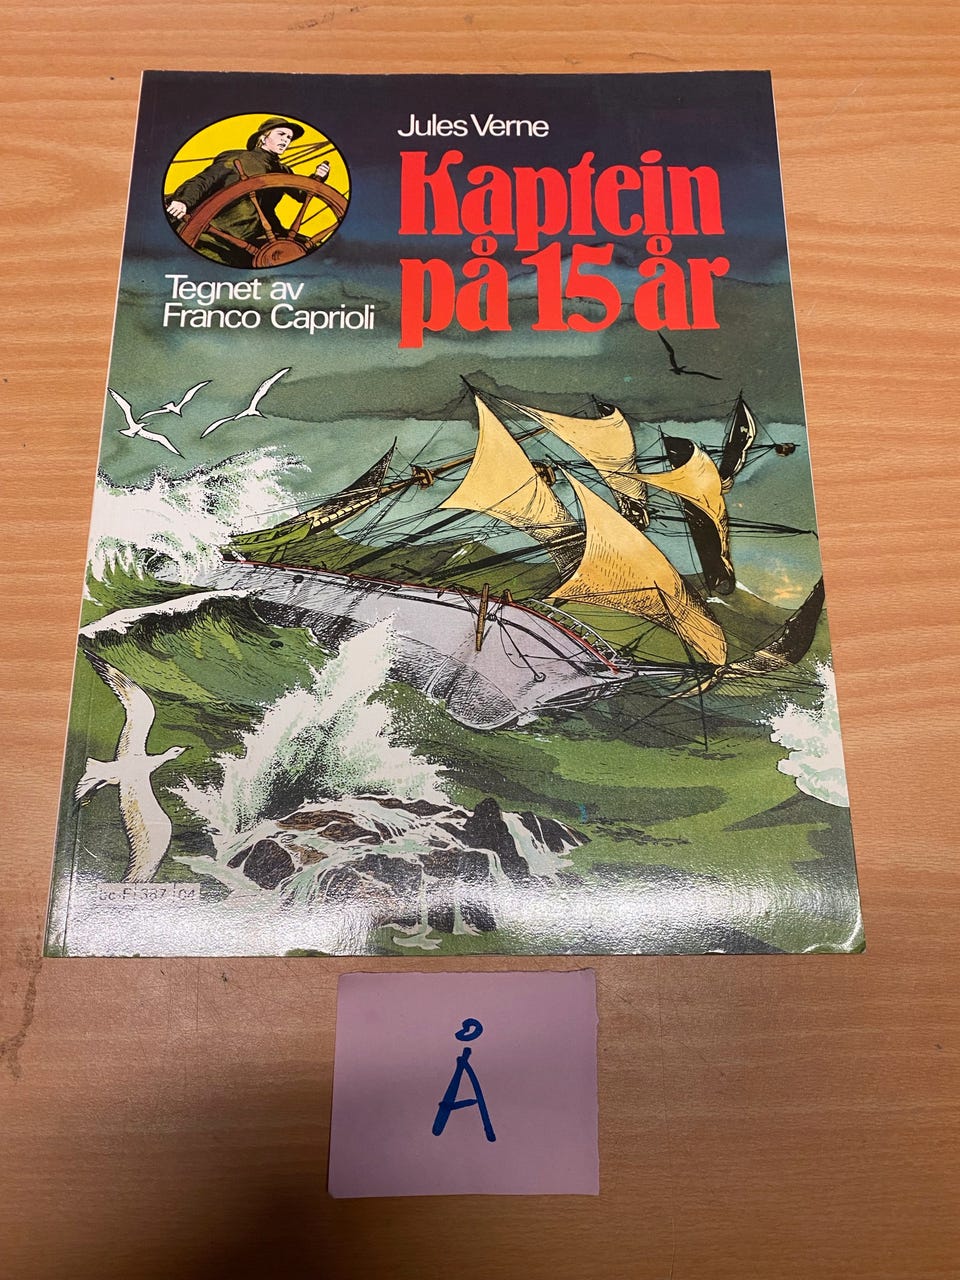 Jules Verne
Kaptein
på 15 år
Tegnet av
Franco Caprioli
Å